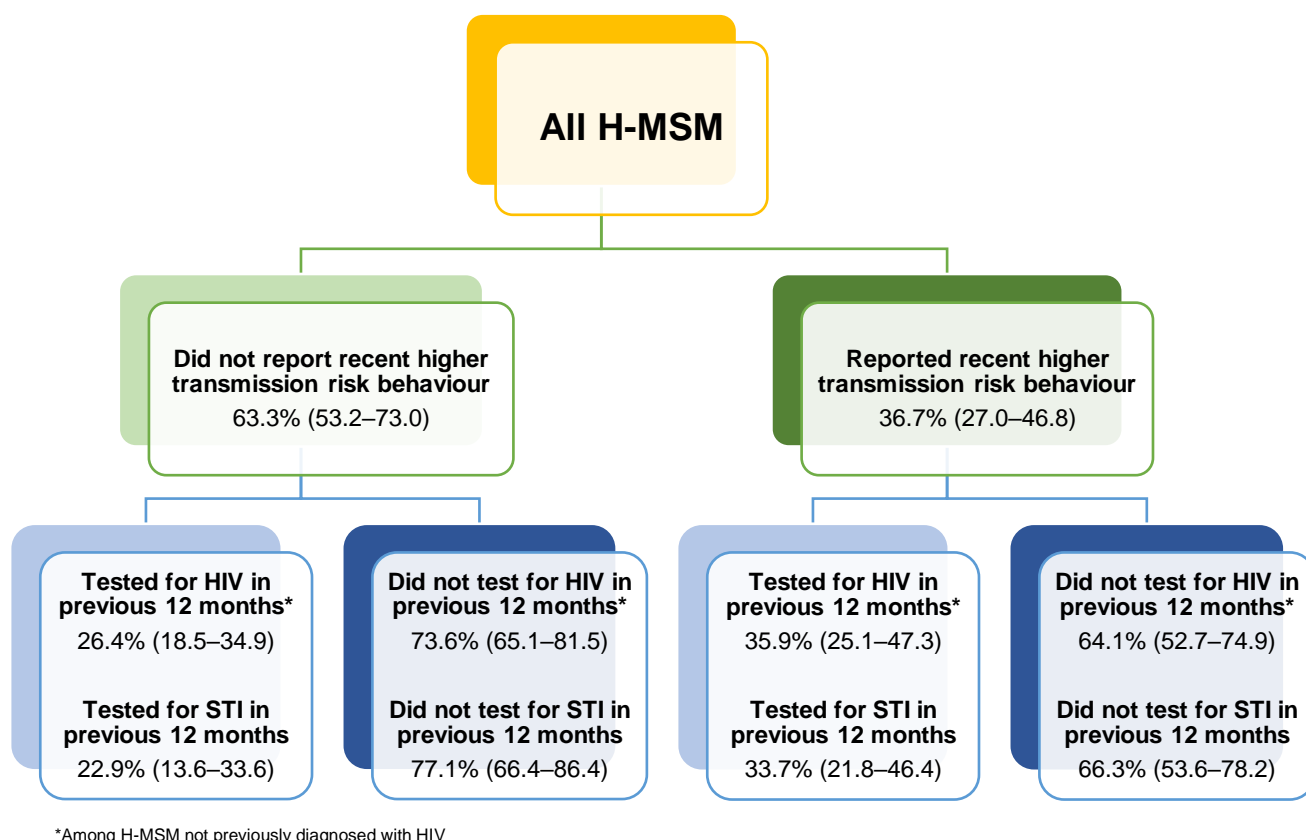 All H-MSM
Did not report recent higher
transmission risk behaviour
63.3% (53.2–73.0)
Reported recent higher
transmission risk behaviour
36.7% (27.0–46.8)
Tested for HIV in
previous 12 months*
26.4% (18.5–34.9)
Tested for STI in
previous 12 months
22.9% (13.6–33.6)
Did not test for HIV in
previous 12 months*
73.6% (65.1–81.5)
Did not test for STI in
previous 12 months
77.1% (66.4–86.4)
Tested for HIV in
previous 12 months*
35.9% (25.1–47.3)
Tested for STI in
previous 12 months
33.7% (21.8–46.4)
Did not test for HIV in
previous 12 months*
64.1% (52.7–74.9)
Did not test for STI in
previous 12 months
66.3% (53.6–78.2)
*Among H-MSM not previously diagnosed with HIV